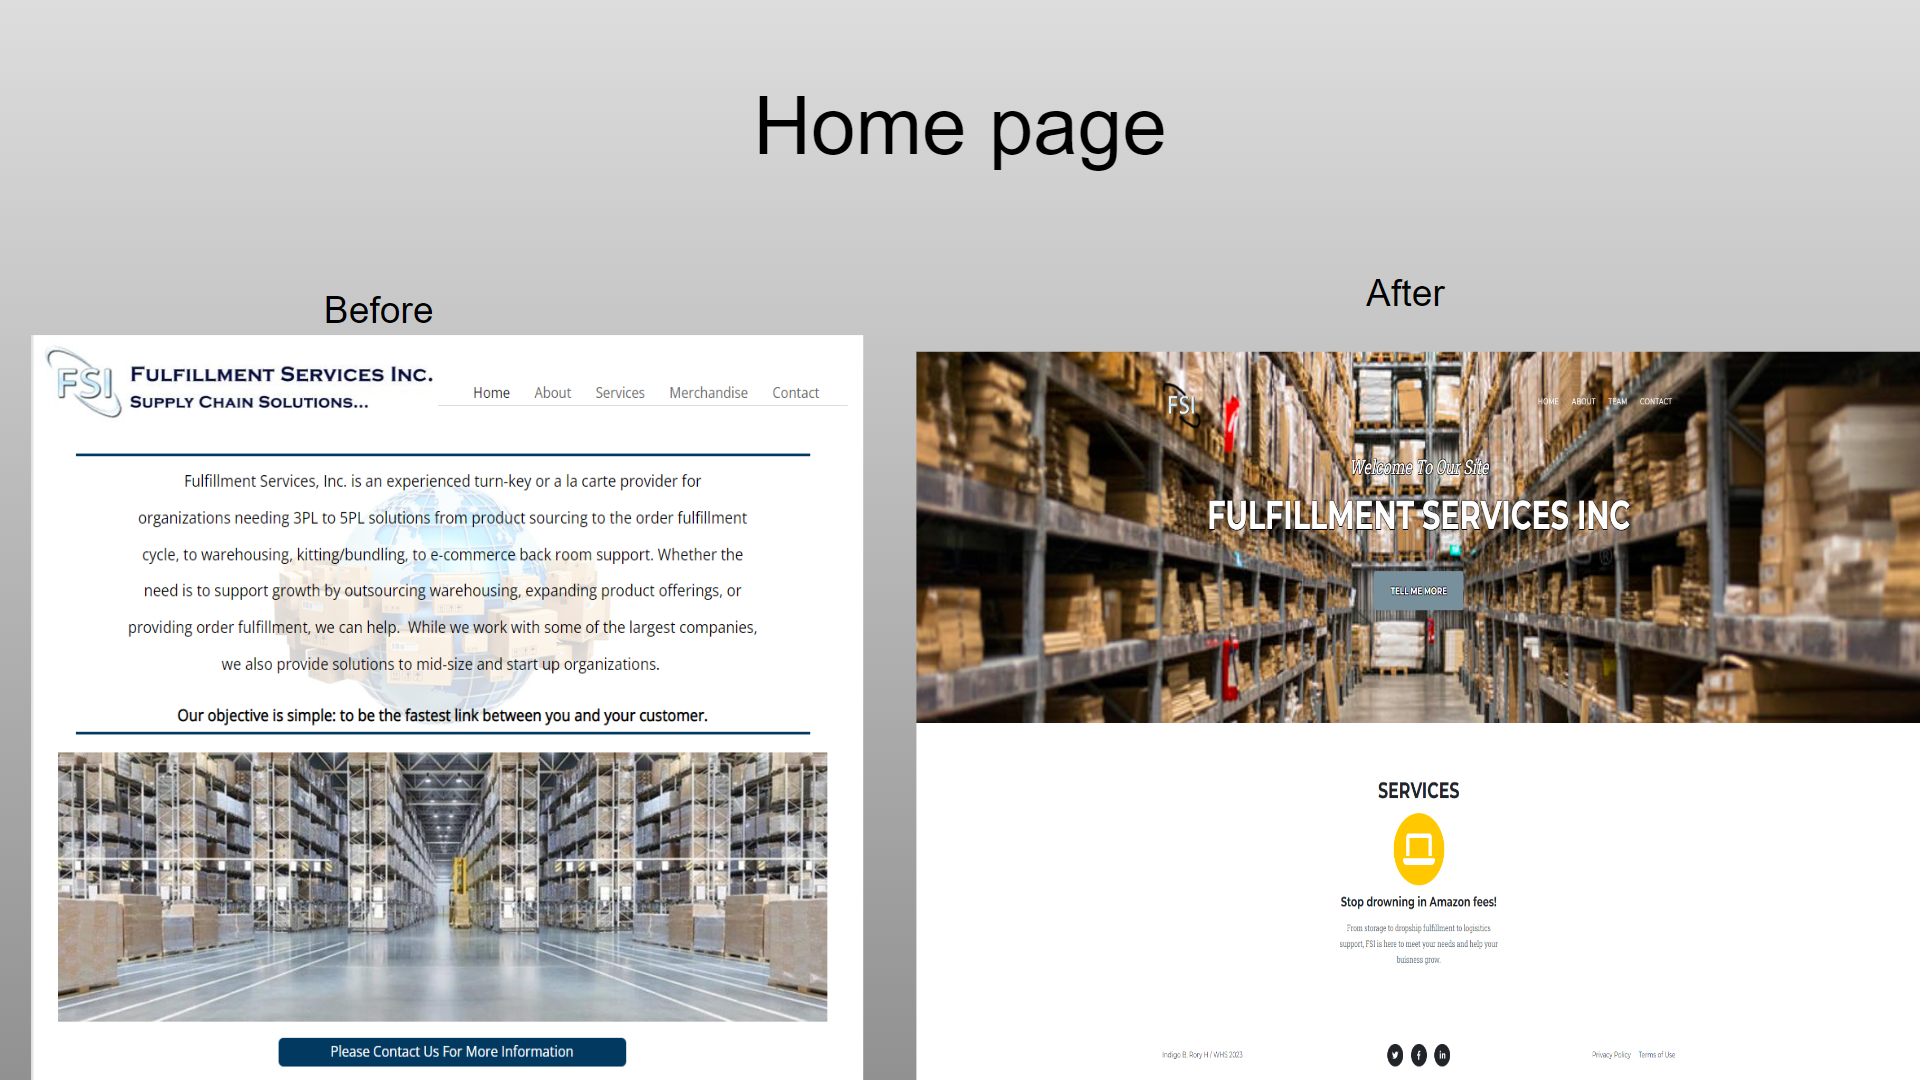 Home page
Before
After
FSI
FULFILLMENT SERVICES INC.
SUPPLY CHAIN SOLUTIONS...
Home About Services Merchandise Contact
Fulfillment Services, Inc. is an experienced turn-key or a la carte provider for
organizations needing 3PL to 5PL solutions from product sourcing to the order fulfillment
cycle, to warehousing, kitting/bundling, to e-commerce back room support. Whether the
need is to support growth by outsourcing warehousing, expanding product offerings, or
providing order fulfillment, we can help. While we work with some of the largest companies,
we also provide solutions to mid-size and start up organizations.
Our objective is simple: to be the fastest link between you and your customer.
Please Contact Us For More Information
FSI
HOME ABOUT TEAM CONTACT
Welcome To Our Site
FULFILLMENT SERVICES INC
TELL ME MORE
SERVICES
Stop drowning in Amazon fees!
From storage to dropship fulfillment to logisitics
support, FSI is here to meet your needs and help your
buisness grow.
Indigo B. Rory H / WHS 2023
Privacy Policy Terms of Use